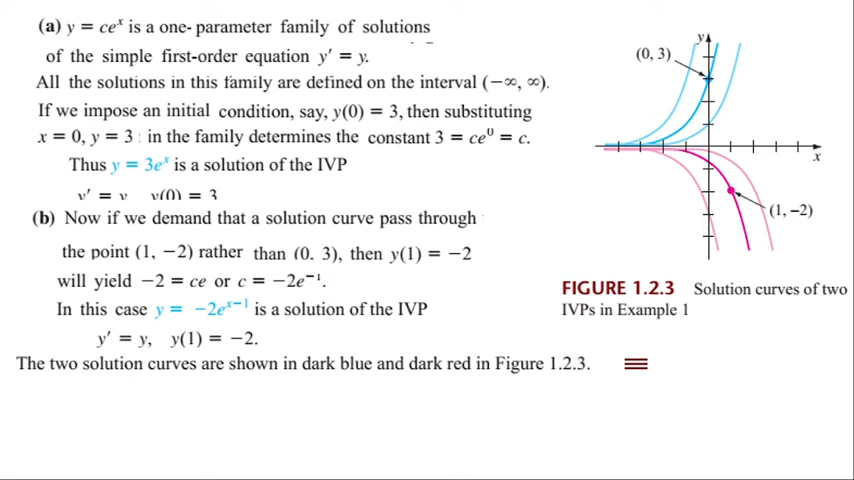 (a) y = ceˣ is a one- parameter family of solutions
of the simple first-order equation y′ = y.
All the solutions in this family are defined on the interval (−∞, ∞).
If we impose an initial condition, say, y(0) = 3, then substituting
x = 0, y = 3 in the family determines the constant 3 = ce⁰ = c.
Thus y = 3eˣ is a solution of the IVP
y′ = y y(0) = 3
(b) Now if we demand that a solution curve pass through
the point (1, −2) rather than (0. 3), then y(1) = −2
will yield −2 = ce or c = −2e⁻¹.
In this case y = −2eˣ⁻¹ is a solution of the IVP
y′ = y, y(1) = −2.
The two solution curves are shown in dark blue and dark red in Figure 1.2.3.
y
(0, 3)
x
(1, −2)
FIGURE 1.2.3 Solution curves of two
IVPs in Example 1